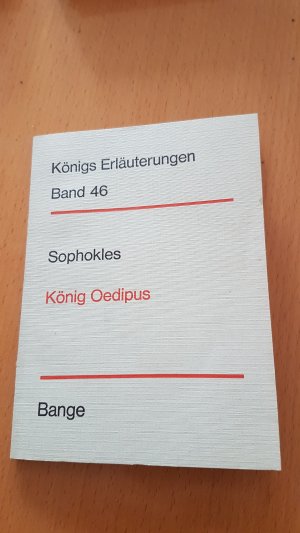 Königs Erläuterungen
Band 46
Sophokles
König Oedipus
Bange